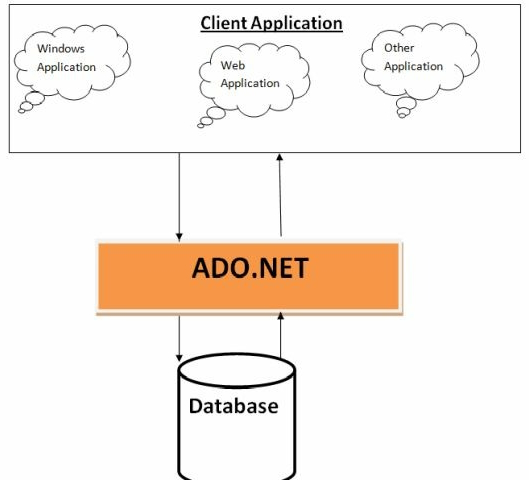 Client Application
Windows
Application
Web
Application
Other
Application
ADO.NET
Database